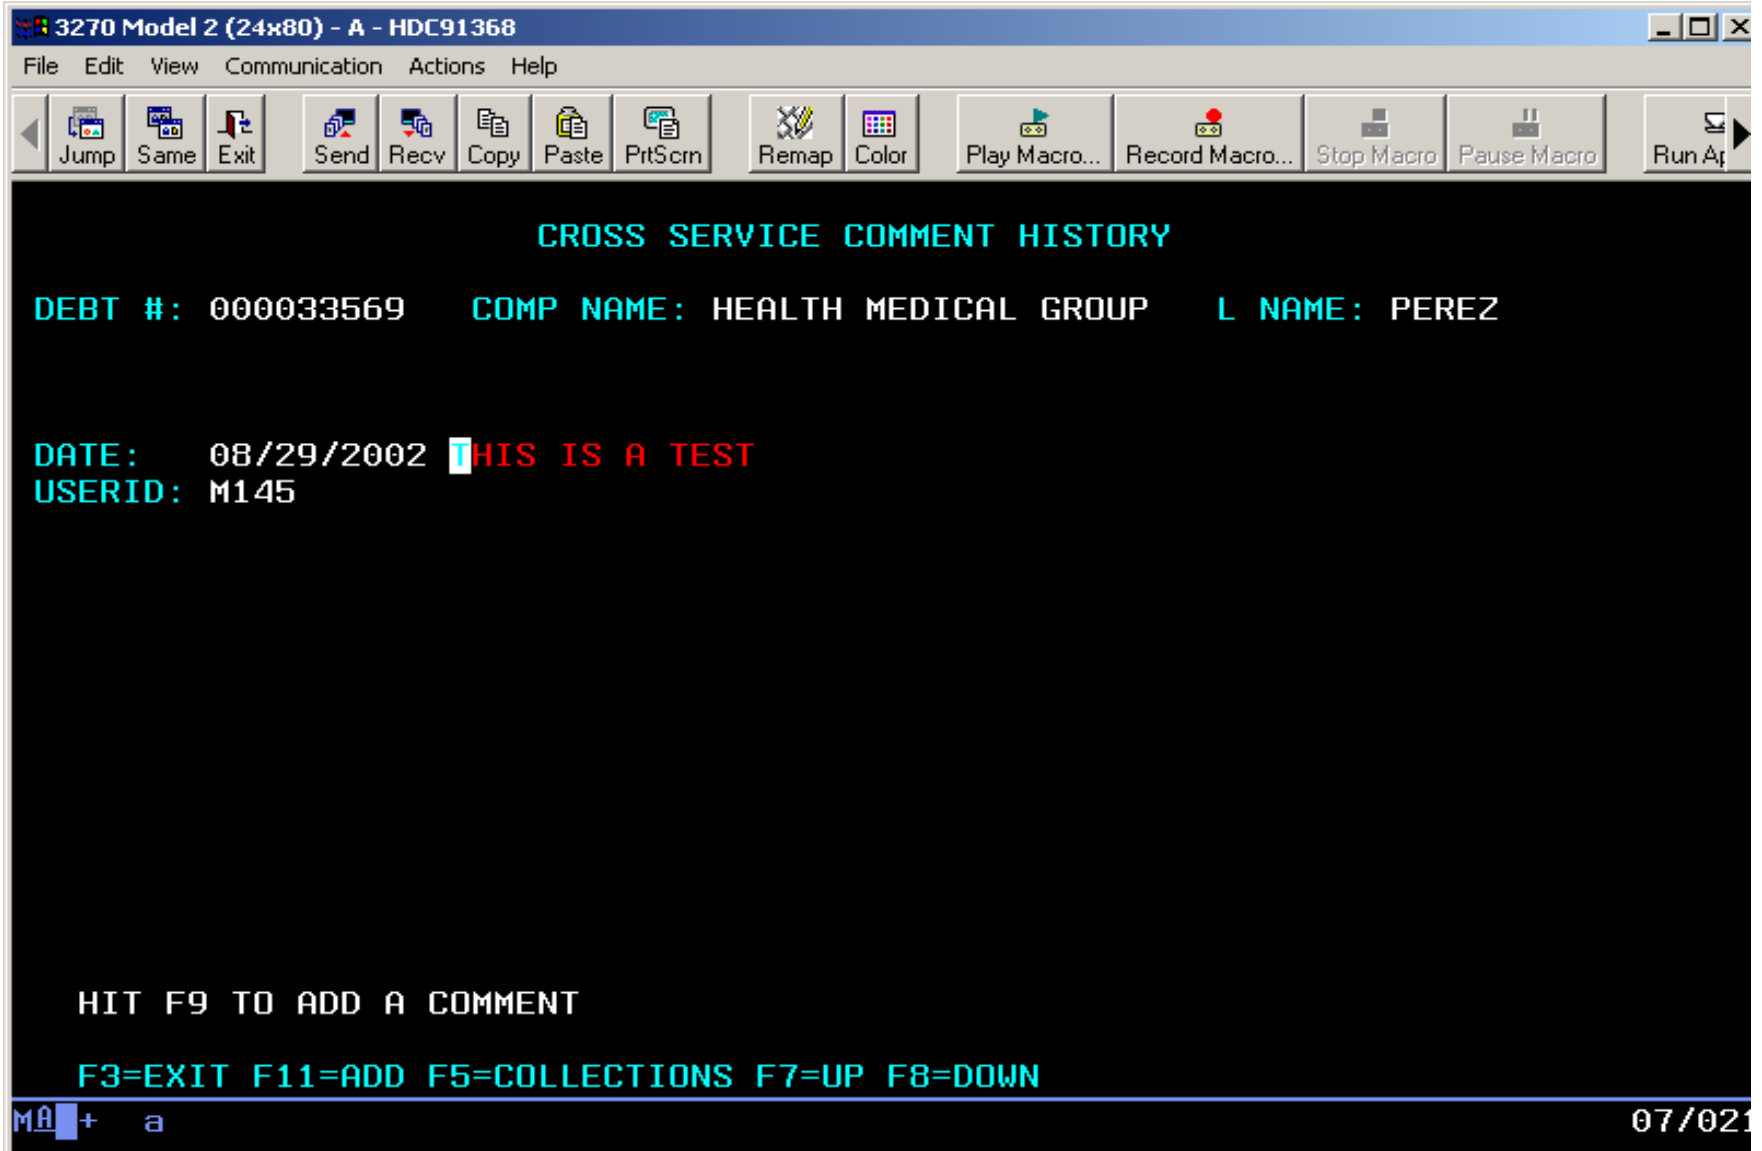 3270 Model 2 (24x80) - A - HDC91368
File Edit View Communication Actions Help
Jump Same Exit Send Recv Copy Paste PrtScrn Remap Color Play Macro... Record Macro... Stop Macro Pause Macro Run
CROSS SERVICE COMMENT HISTORY
DEBT #: 000033569 COMP NAME: HEALTH MEDICAL GROUP L NAME: PEREZ
DATE: 08/29/2002 THIS IS A TEST
USERID: M145
HIT F9 TO ADD A COMMENT
F3=EXIT F11=ADD F5=COLLECTIONS F7=UP F8=DOWN
MA + a 07/021